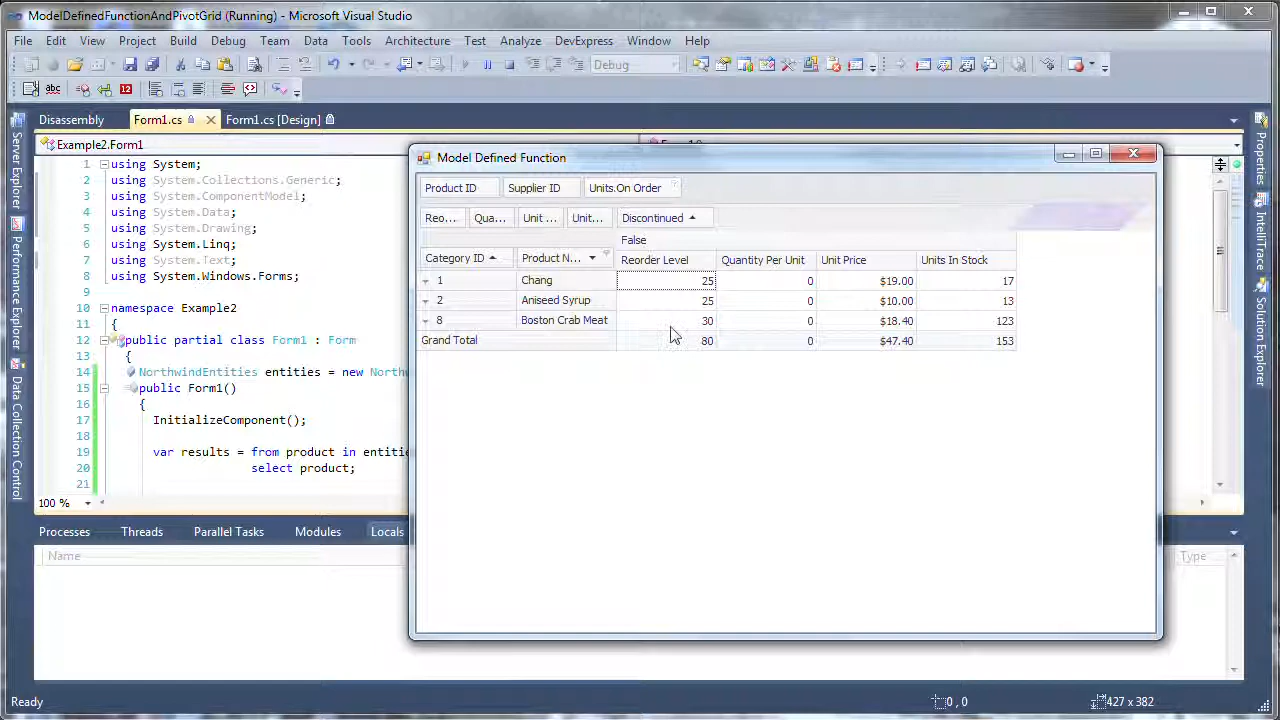 ModelDefinedFunctionAndPivotGrid (Running) - Microsoft Visual Studio
File Edit View Project Build Debug Team Data Tools Architecture Test Analyze DevExpress Window Help
Debug
abc 12
Disassembly Form1.cs Form1.cs [Design]
Example2.Form1
1 using System;
2 using System.Collections.Generic;
3 using System.ComponentModel;
4 using System.Data;
5 using System.Drawing;
6 using System.Linq;
7 using System.Text;
8 using System.Windows.Forms;
9
10 namespace Example2
11 {
12 public partial class Form1 : Form
13 {
14 NorthwindEntities entities = new
15 public Form1()
16 {
17 InitializeComponent();
18
19 var results = from product in
20 select product;
21
100 %
Server Explorer
Performance Explorer
Data Collection Control
Properties
IntelliTrace
Solution Explorer
Model Defined Function
Product ID Supplier ID Units On Order
Reo... Qua... Unit ... Unit... Discontinued
False
Category ID Product N... Reorder Level Quantity Per Unit Unit Price Units In Stock
1 Chang 25 0 $19.00 17
2 Aniseed Syrup 25 0 $10.00 13
8 Boston Crab Meat 30 0 $18.40 123
Grand Total 80 0 $47.40 153
Processes Threads Parallel Tasks Modules Locals
Name Type
Ready 0 , 0 427 x 382